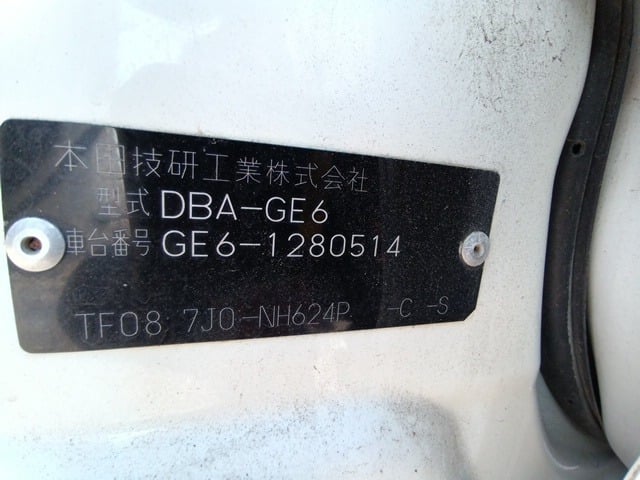 本田技研工業株式会社
型式 DBA-GE6
車台番号 GE6-1280514
TF08 7J0-NH624P -C -S